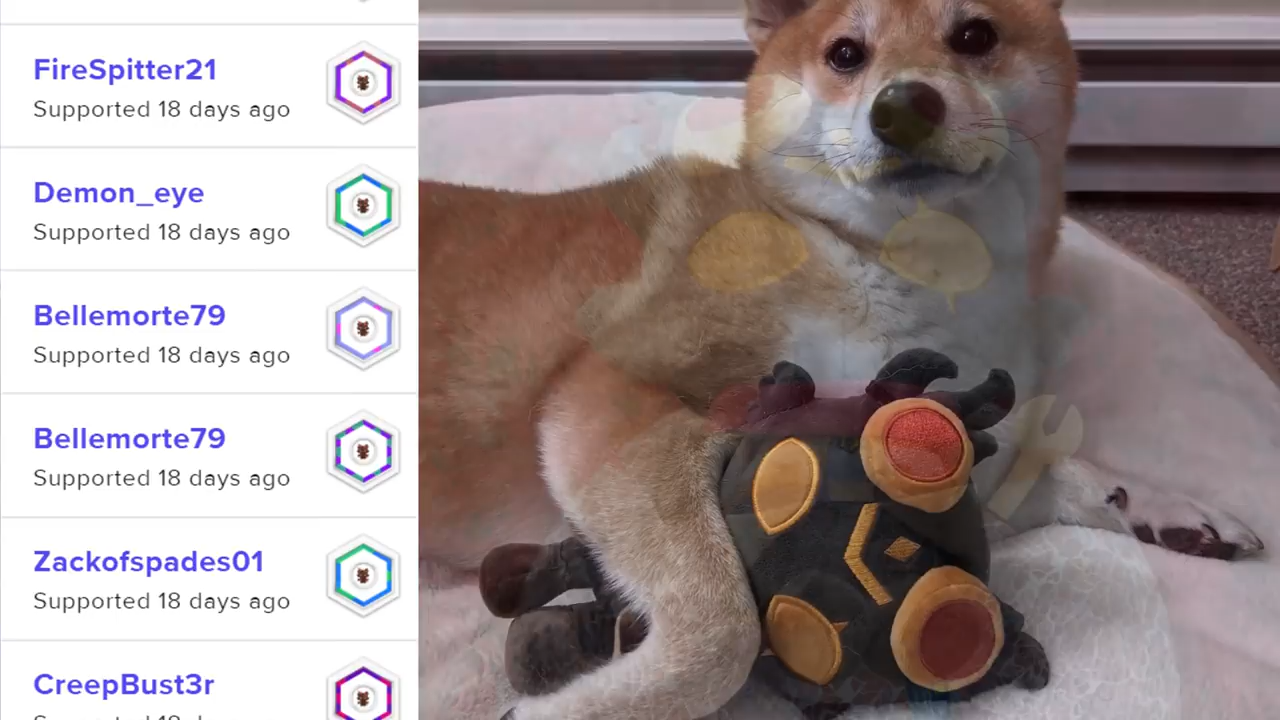 FireSpitter21
Supported 18 days ago
Demon_eye
Supported 18 days ago
Bellemorte79
Supported 18 days ago
Bellemorte79
Supported 18 days ago
Zackofspades01
Supported 18 days ago
CreepBust3r